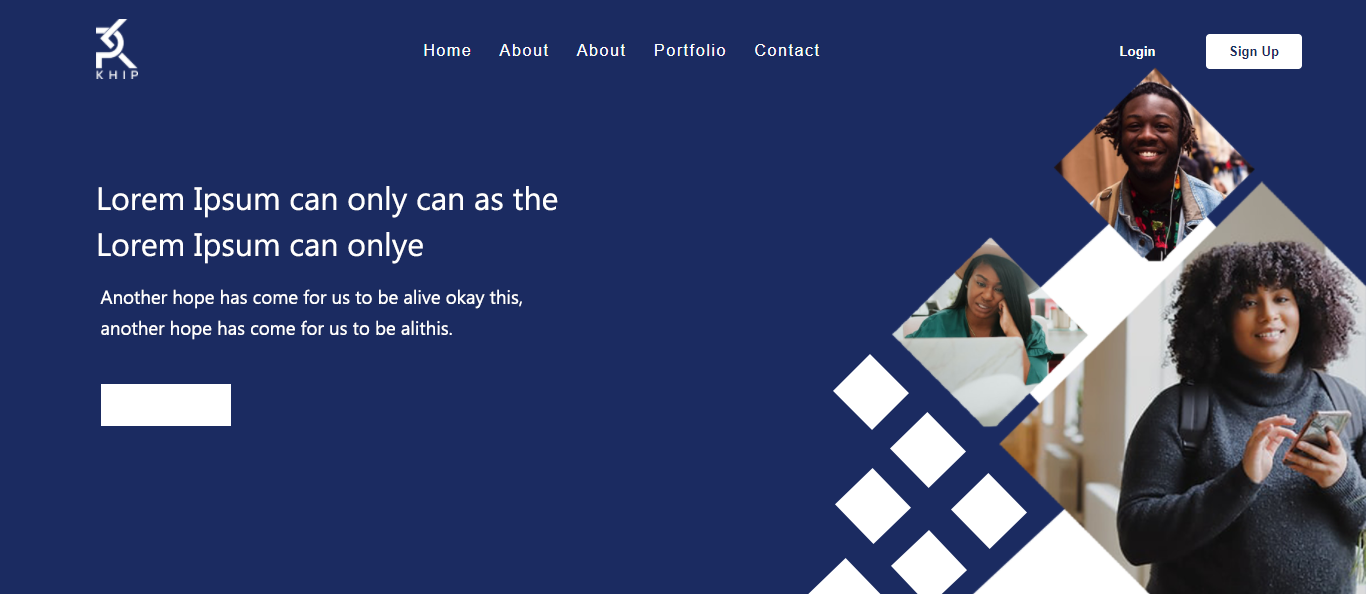 KHIP
Home About About Portfolio Contact
Login
Sign Up
Lorem Ipsum can only can as the
Lorem Ipsum can onlye
Another hope has come for us to be alive okay this,
another hope has come for us to be alithis.